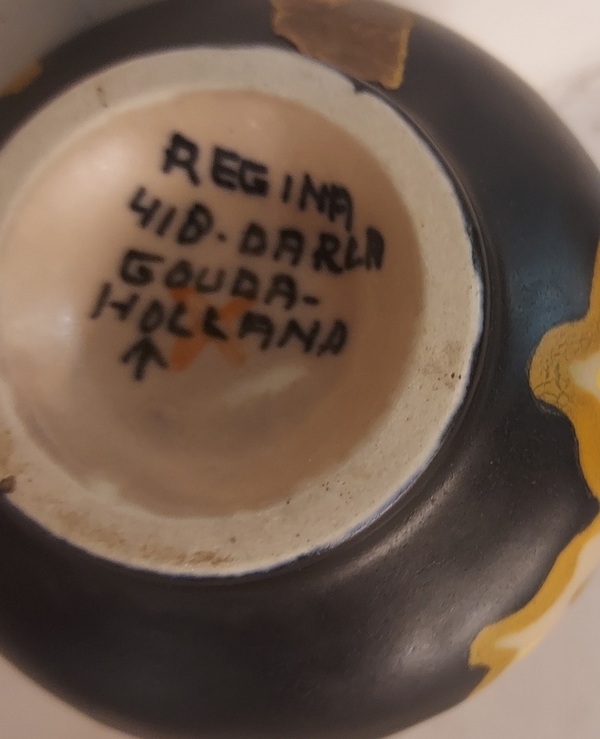 REGINA
418-DARLA
GOUDA-
HOLLAND